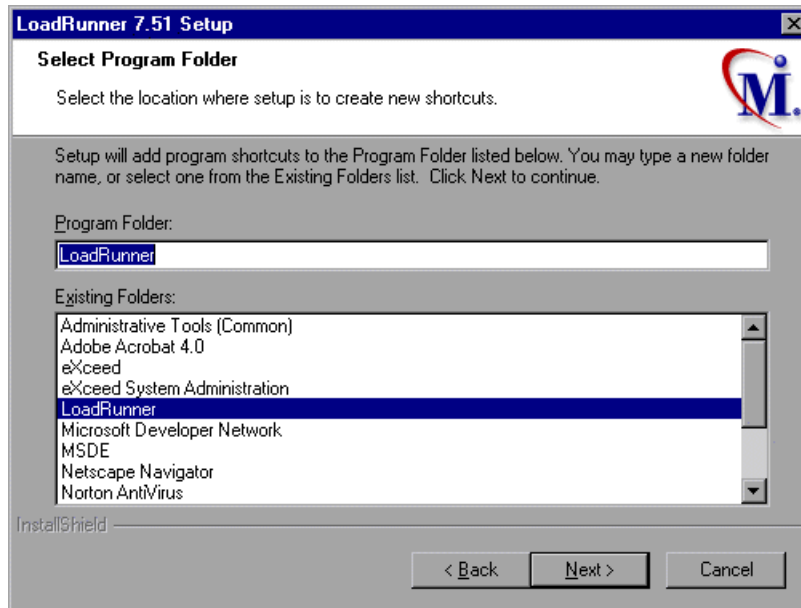 LoadRunner 7.51 Setup
Select Program Folder
Select the location where setup is to create new shortcuts.
M.
Setup will add program shortcuts to the Program Folder listed below. You may type a new folder
name, or select one from the Existing Folders list. Click Next to continue.
Program Folder:
LoadRunner
Existing Folders:
Administrative Tools (Common)
Adobe Acrobat 4.0
eXceed
eXceed System Administration
LoadRunner
Microsoft Developer Network
MSDE
Netscape Navigator
Norton AntiVirus
InstallShield
< Back
Next >
Cancel